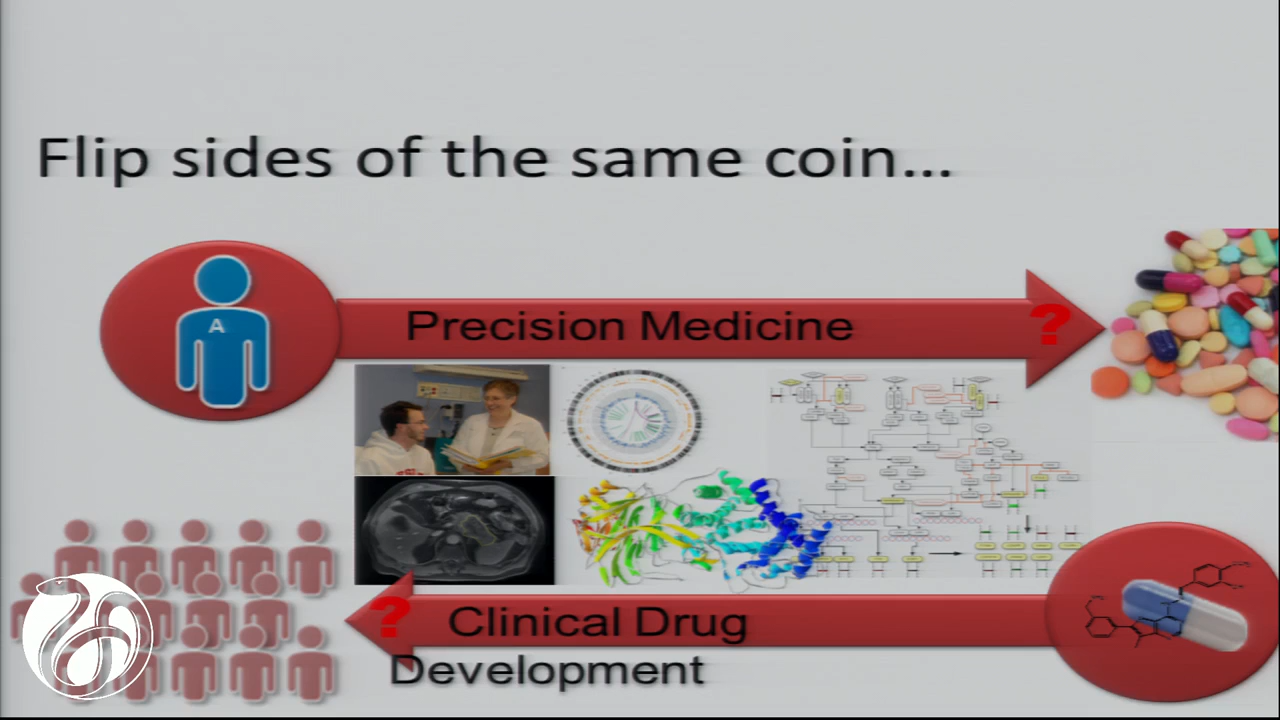 Flip sides of the same coin...
A
Precision Medicine
?
?
Clinical Drug
Development